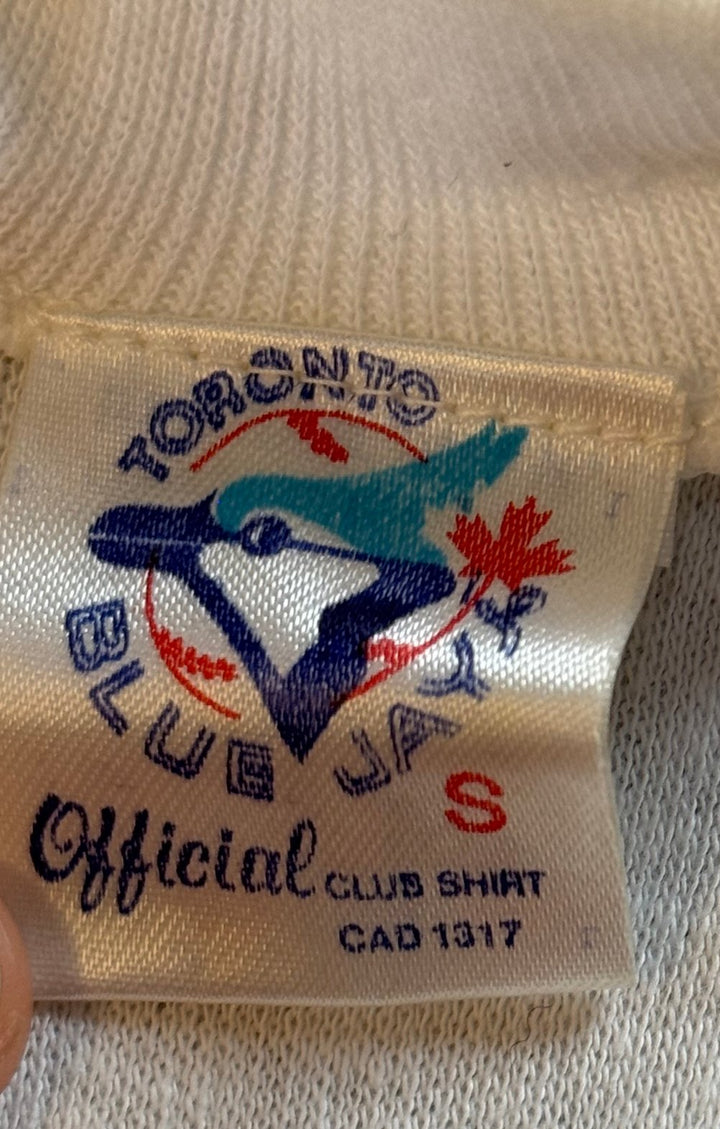 TORONTO
BLUE JAYS
S
Official CLUB SHIRT
CAD 1317